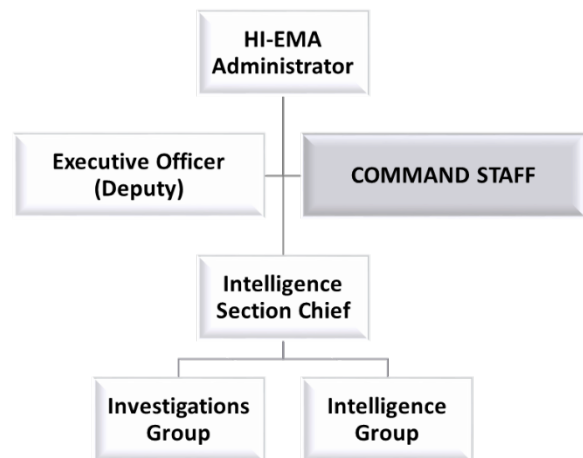 HI-EMA
Administrator
Executive Officer
(Deputy)
COMMAND STAFF
Intelligence
Section Chief
Investigations
Group
Intelligence
Group